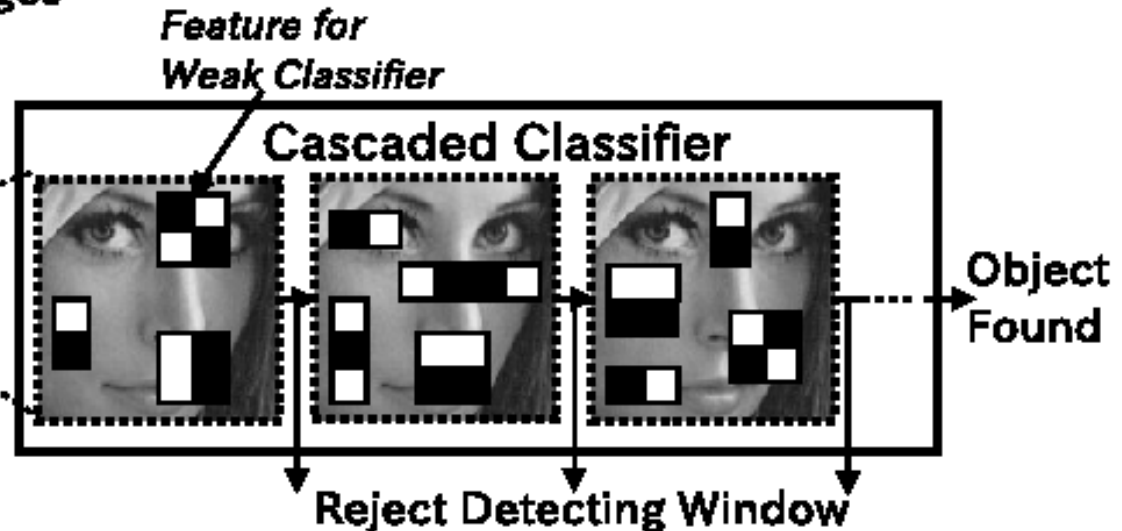 Feature for
Weak Classifier
Cascaded Classifier
Object
Found
Reject Detecting Window